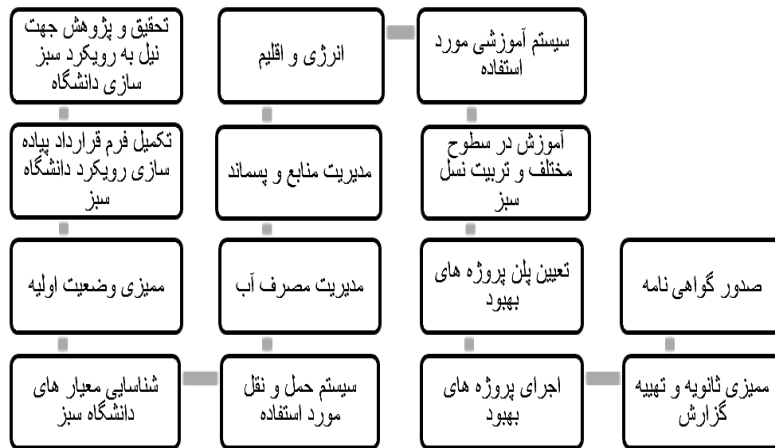 تحقیق و پژوهش جهت
نیل به رویکرد سبز
سازی دانشگاه
تکمیل فرم قرارداد پیاده
سازی رویکرد دانشگاه
سبز
ممیزی وضعیت اولیه
شناسایی معیار های
دانشگاه سبز
سیستم حمل و نقل
مورد استفاده
مدیریت مصرف آب
مدیریت منابع و پسماند
انرژی و اقلیم
سیستم آموزشی مورد
استفاده
آموزش در سطوح
مختلف و تربیت نسل
سبز
تعیین پلن پروژه های
بهبود
اجرای پروژه های
بهبود
ممیزی ثانویه و تهییه
گزارش
صدور گواهی نامه